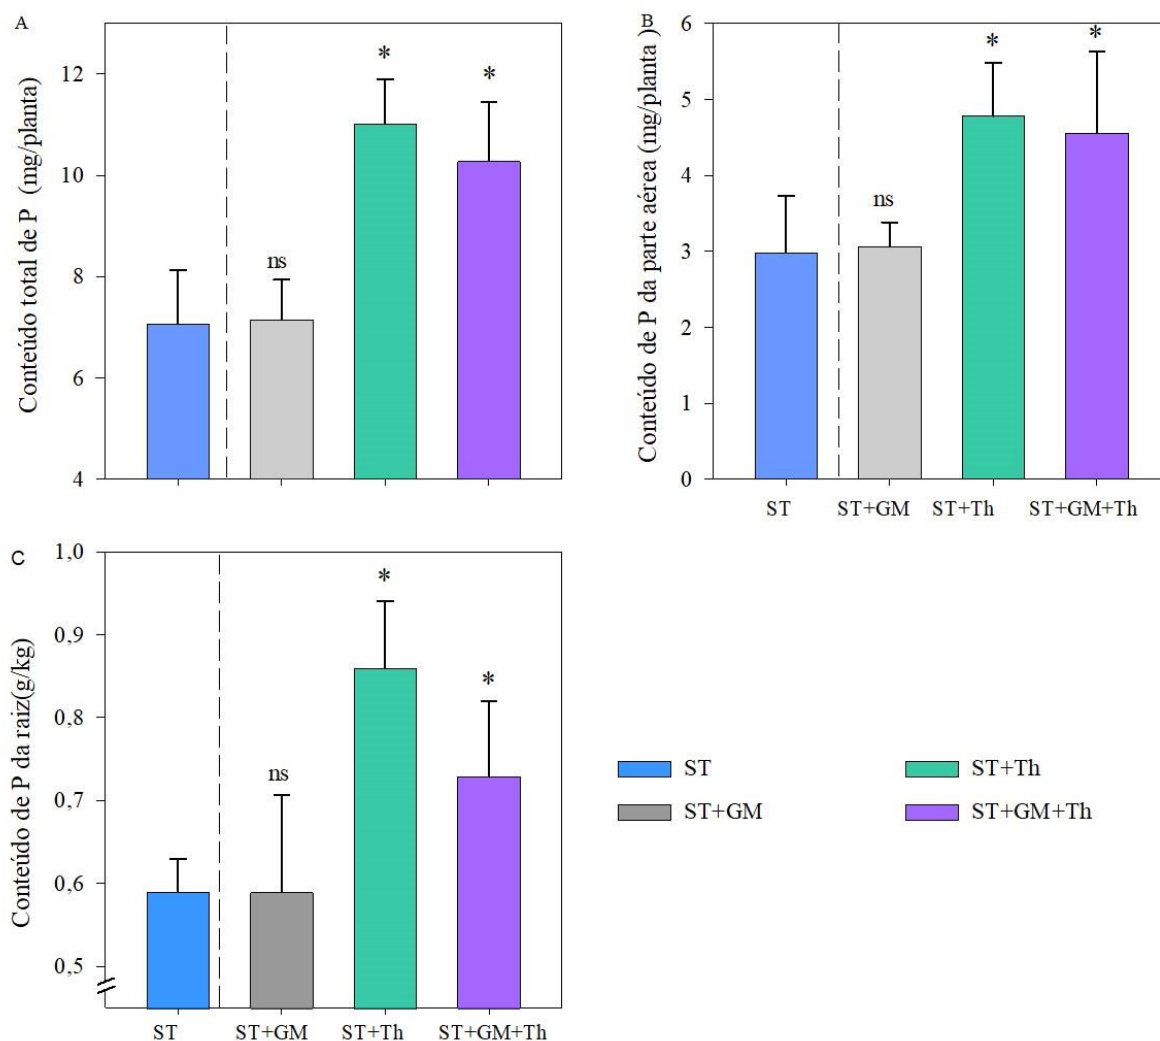 A
Conteúdo total de P (mg/planta)
12
10
8
6
4
ns
*
*
B
Conteúdo de P da parte aérea (mg/planta )
6
5
4
3
2
1
0
ns
*
*
ST
ST+GM
ST+Th
ST+GM+Th
C
Conteúdo de P da raiz(g/kg)
1,0
0,9
0,8
0,7
0,6
0,5
ns
*
*
ST
ST+GM
ST+Th
ST+GM+Th
ST
ST+GM
ST+Th
ST+GM+Th